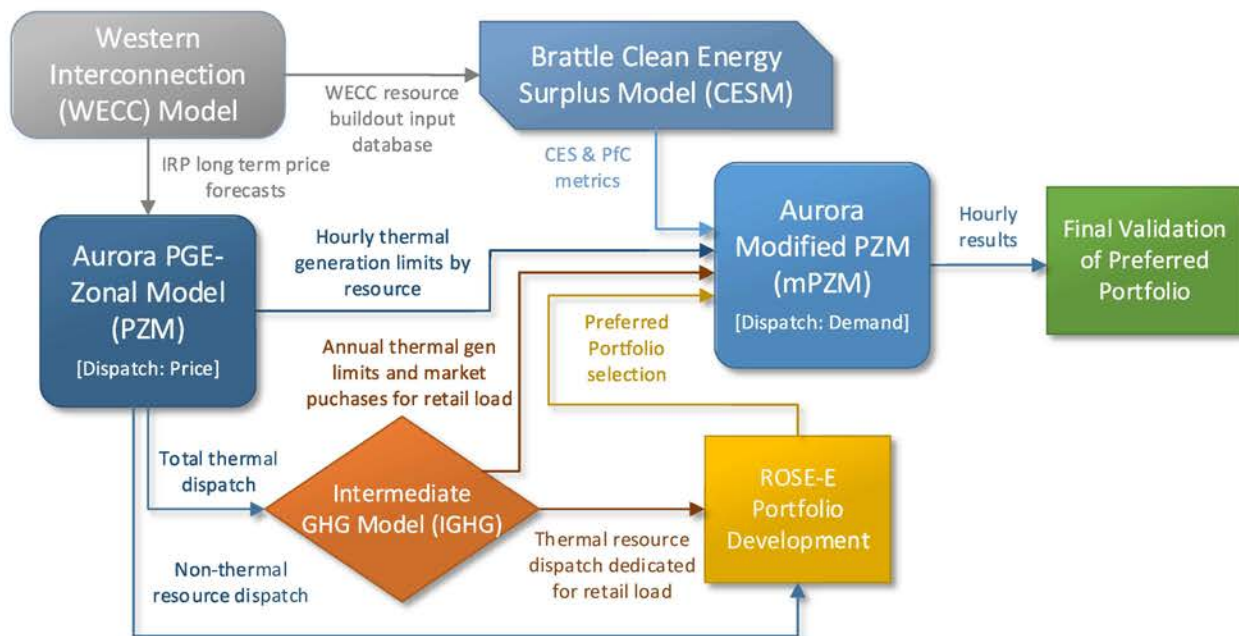 Western
Interconnection
(WECC) Model
WECC resource
buildout input
database
Brattle Clean Energy
Surplus Model (CESM)
IRP long term price
forecasts
CES & PfC
metrics
Aurora PGE-
Zonal Model
(PZM)
[Dispatch: Price]
Hourly thermal
generation limits by
resource
Aurora
Modified PZM
(mPZM)
[Dispatch: Demand]
Hourly
results
Final Validation
of Preferred
Portfolio
Annual thermal gen
limits and market
puchases for retail load
Preferred
Portfolio
selection
Total thermal
dispatch
Intermediate
GHG Model (IGHG)
ROSE-E
Portfolio
Development
Non-thermal
resource dispatch
Thermal resource
dispatch dedicated
for retail load